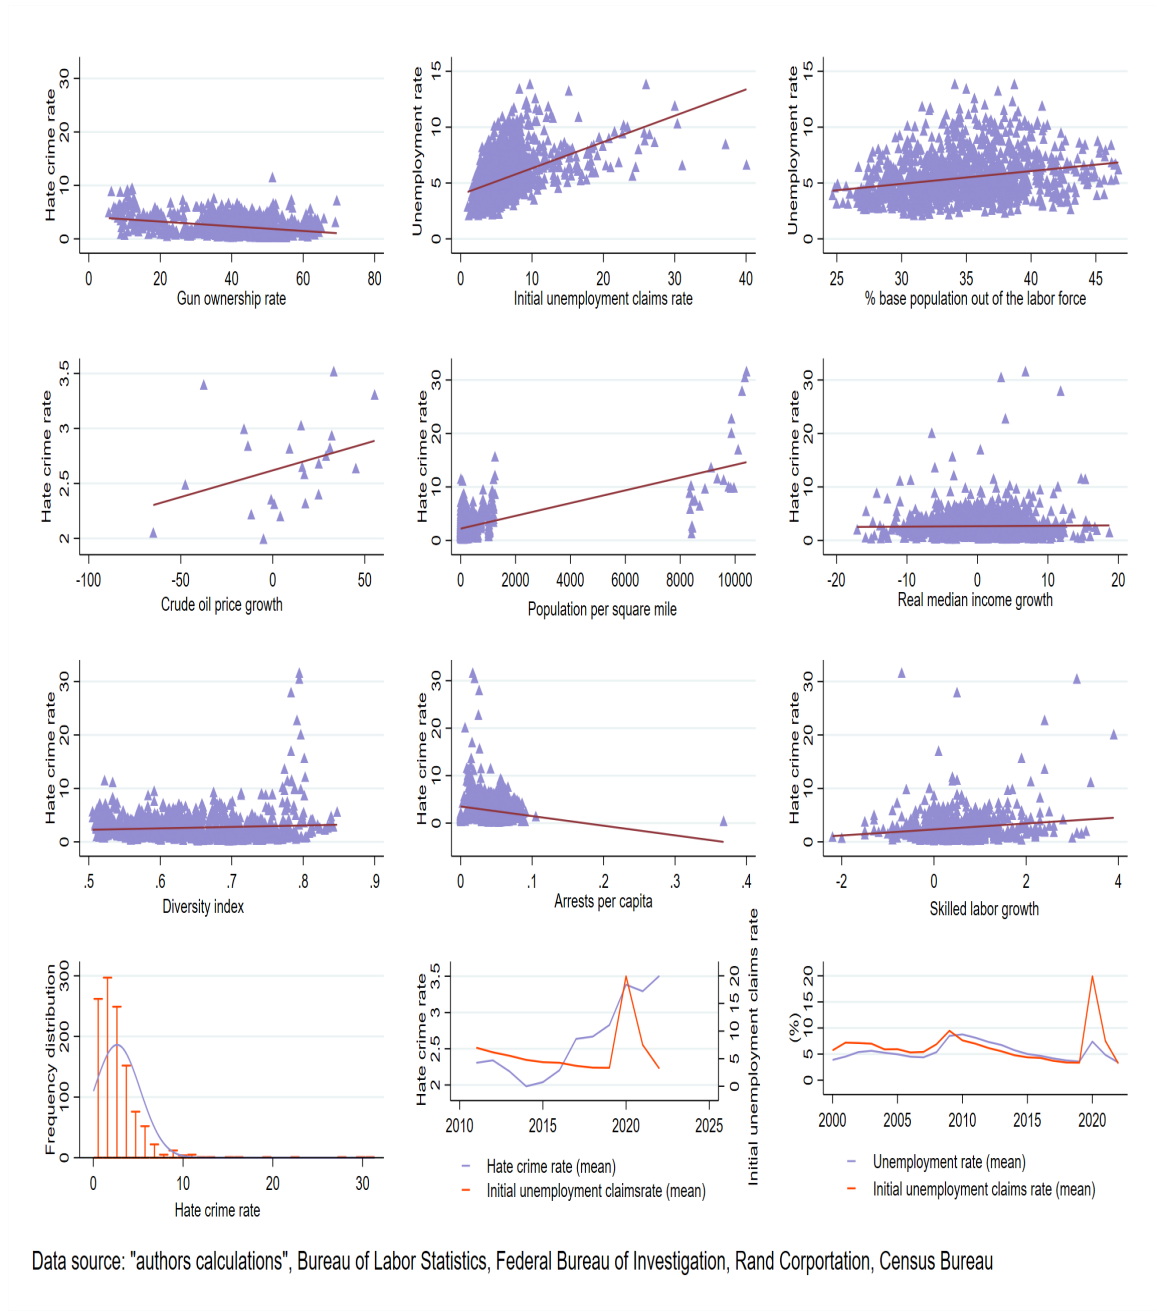 Hate crime rate
0 10 20 30
0 20 40 60 80
Gun ownership rate
Unemployment rate
0 5 10 15
0 10 20 30 40
Initial unemployment claims rate
Unemployment rate
0 5 10 15
25 30 35 40 45
% base population out of the labor force
Hate crime rate
2 2.5 3 3.5
-100 -50 0 50
Crude oil price growth
Hate crime rate
0 10 20 30
0 2000 4000 6000 8000 10000
Population per square mile
Hate crime rate
0 10 20 30
-20 -10 0 10 20
Real median income growth
Hate crime rate
0 10 20 30
.5 .6 .7 .8 .9
Diversity index
Hate crime rate
0 10 20 30
0 .1 .2 .3 .4
Arrests per capita
Hate crime rate
0 10 20 30
-2 0 2 4
Skilled labor growth
Frequency distribution
0 100 200 300
0 10 20 30
Hate crime rate
Hate crime rate
2 2.5 3 3.5
Initial unemployment claims rate
0 5 10 15 20
2010 2015 2020 2025
Hate crime rate (mean)
Initial unemployment claimsrate (mean)
(%)
0 5 10 15 20
2000 2005 2010 2015 2020
Unemployment rate (mean)
Initial unemployment claims rate (mean)
Data source: "authors calculations", Bureau of Labor Statistics, Federal Bureau of Investigation, Rand Corportation, Census Bureau